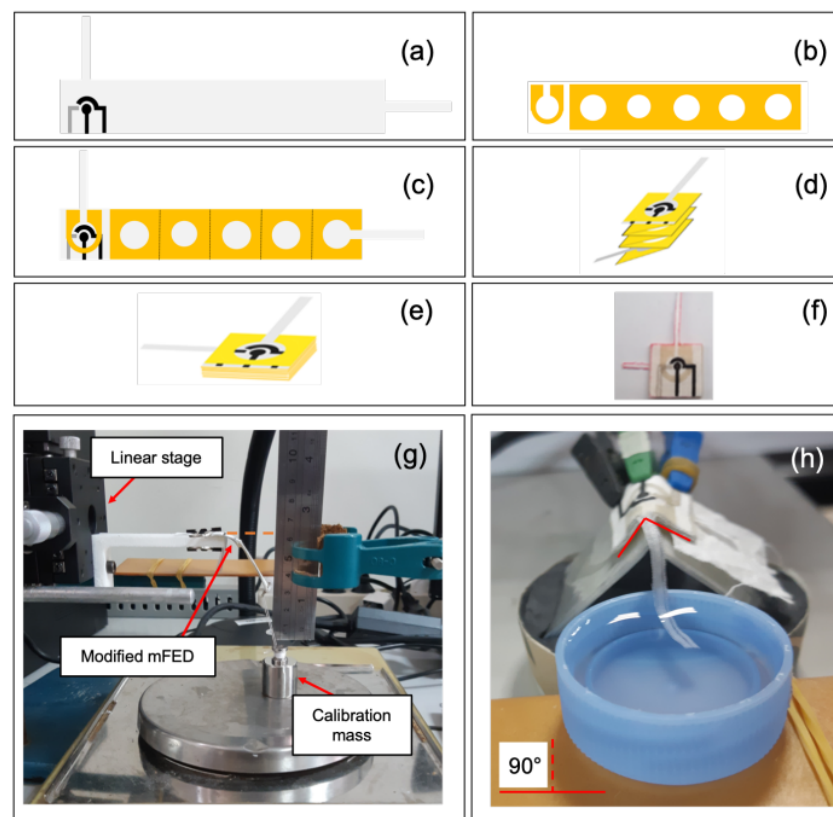 (a)
(b)
(c)
(d)
(e)
(f)
Linear stage
(g)
Modified mFED
Calibration
mass
(h)
90°